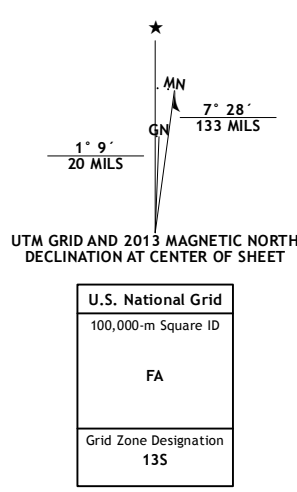 ★
MN
GN
7° 28´
133 MILS
1° 9´
20 MILS
UTM GRID AND 2013 MAGNETIC NORTH
DECLINATION AT CENTER OF SHEET
U.S. National Grid
100,000-m Square ID
FA
Grid Zone Designation
13S